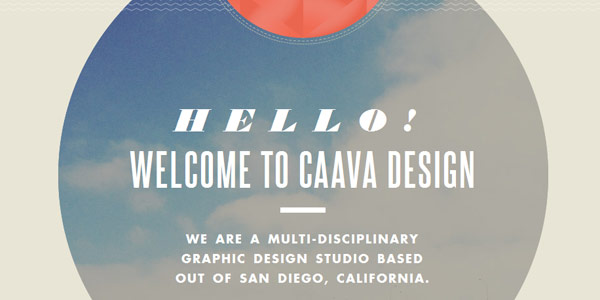 HELLO!
WELCOME TO CAAVA DESIGN
WE ARE A MULTI-DISCIPLINARY
GRAPHIC DESIGN STUDIO BASED
OUT OF SAN DIEGO, CALIFORNIA.